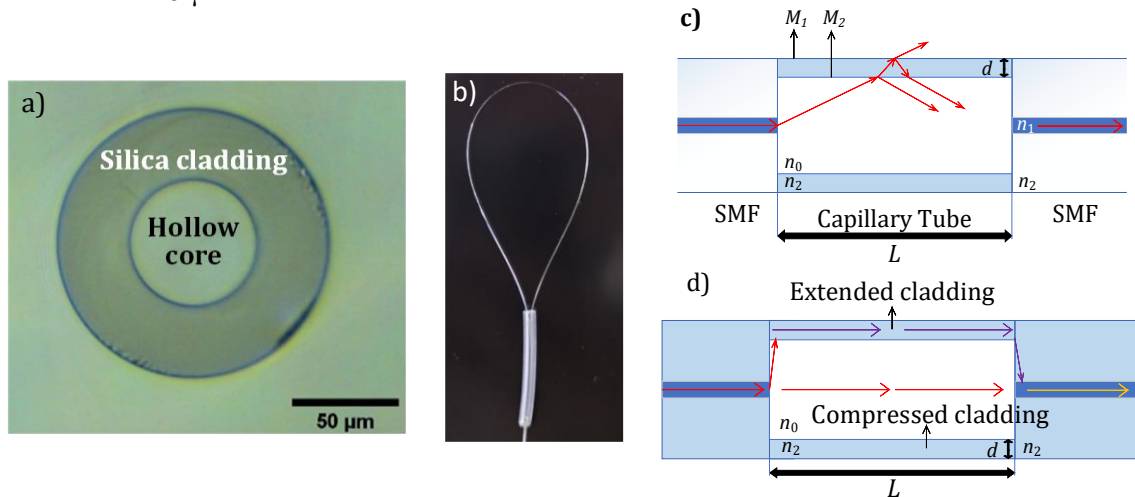 a)
Silica cladding
Hollow
core
50 µm
b)
c)
M1 M2
d
n1
n0
n2 n2
SMF Capillary Tube SMF
L
d)
Extended cladding
Compressed cladding
n0
n2 d n2
L